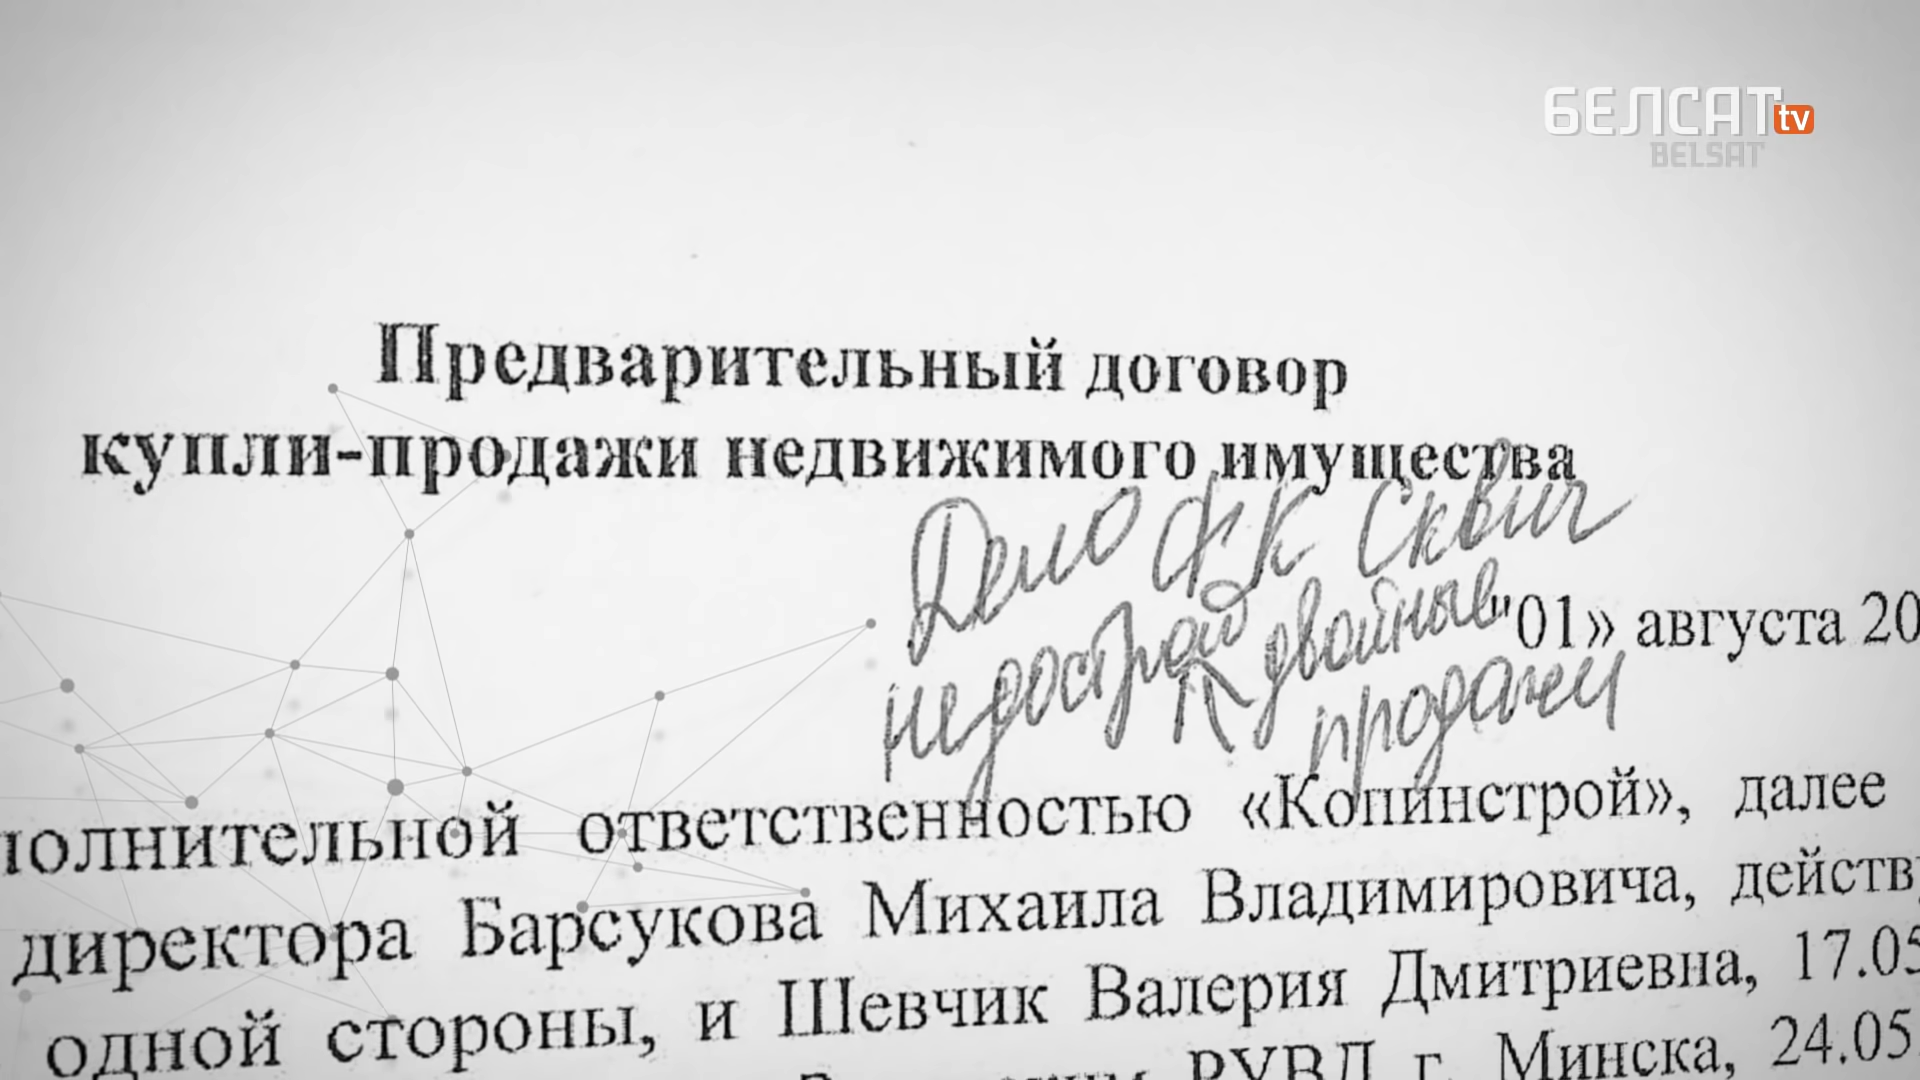 БЕЛСАТ tv
BELSAT
Предварительный договор
купли-продажи недвижимого имущества
Дело ФК Сквич
недострой двойные
продажи
"01» августа 20
полнительной ответственностью «Копинстрой», далее
директора Барсукова Михаила Владимировича, действ
одной стороны, и Шевчик Валерия Дмитриевна, 17.05
РУВД г. Минска, 24.05